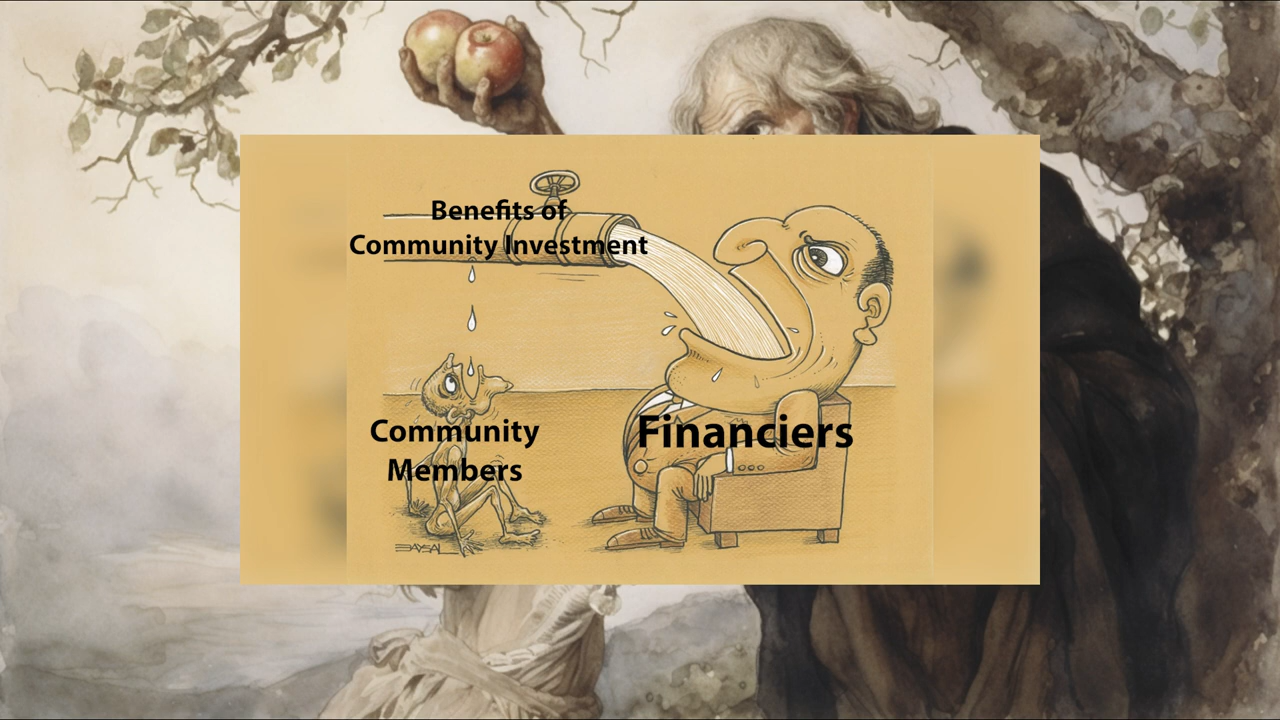 Benefits of
Community Investment
Community
Members
Financiers
BAYSAL